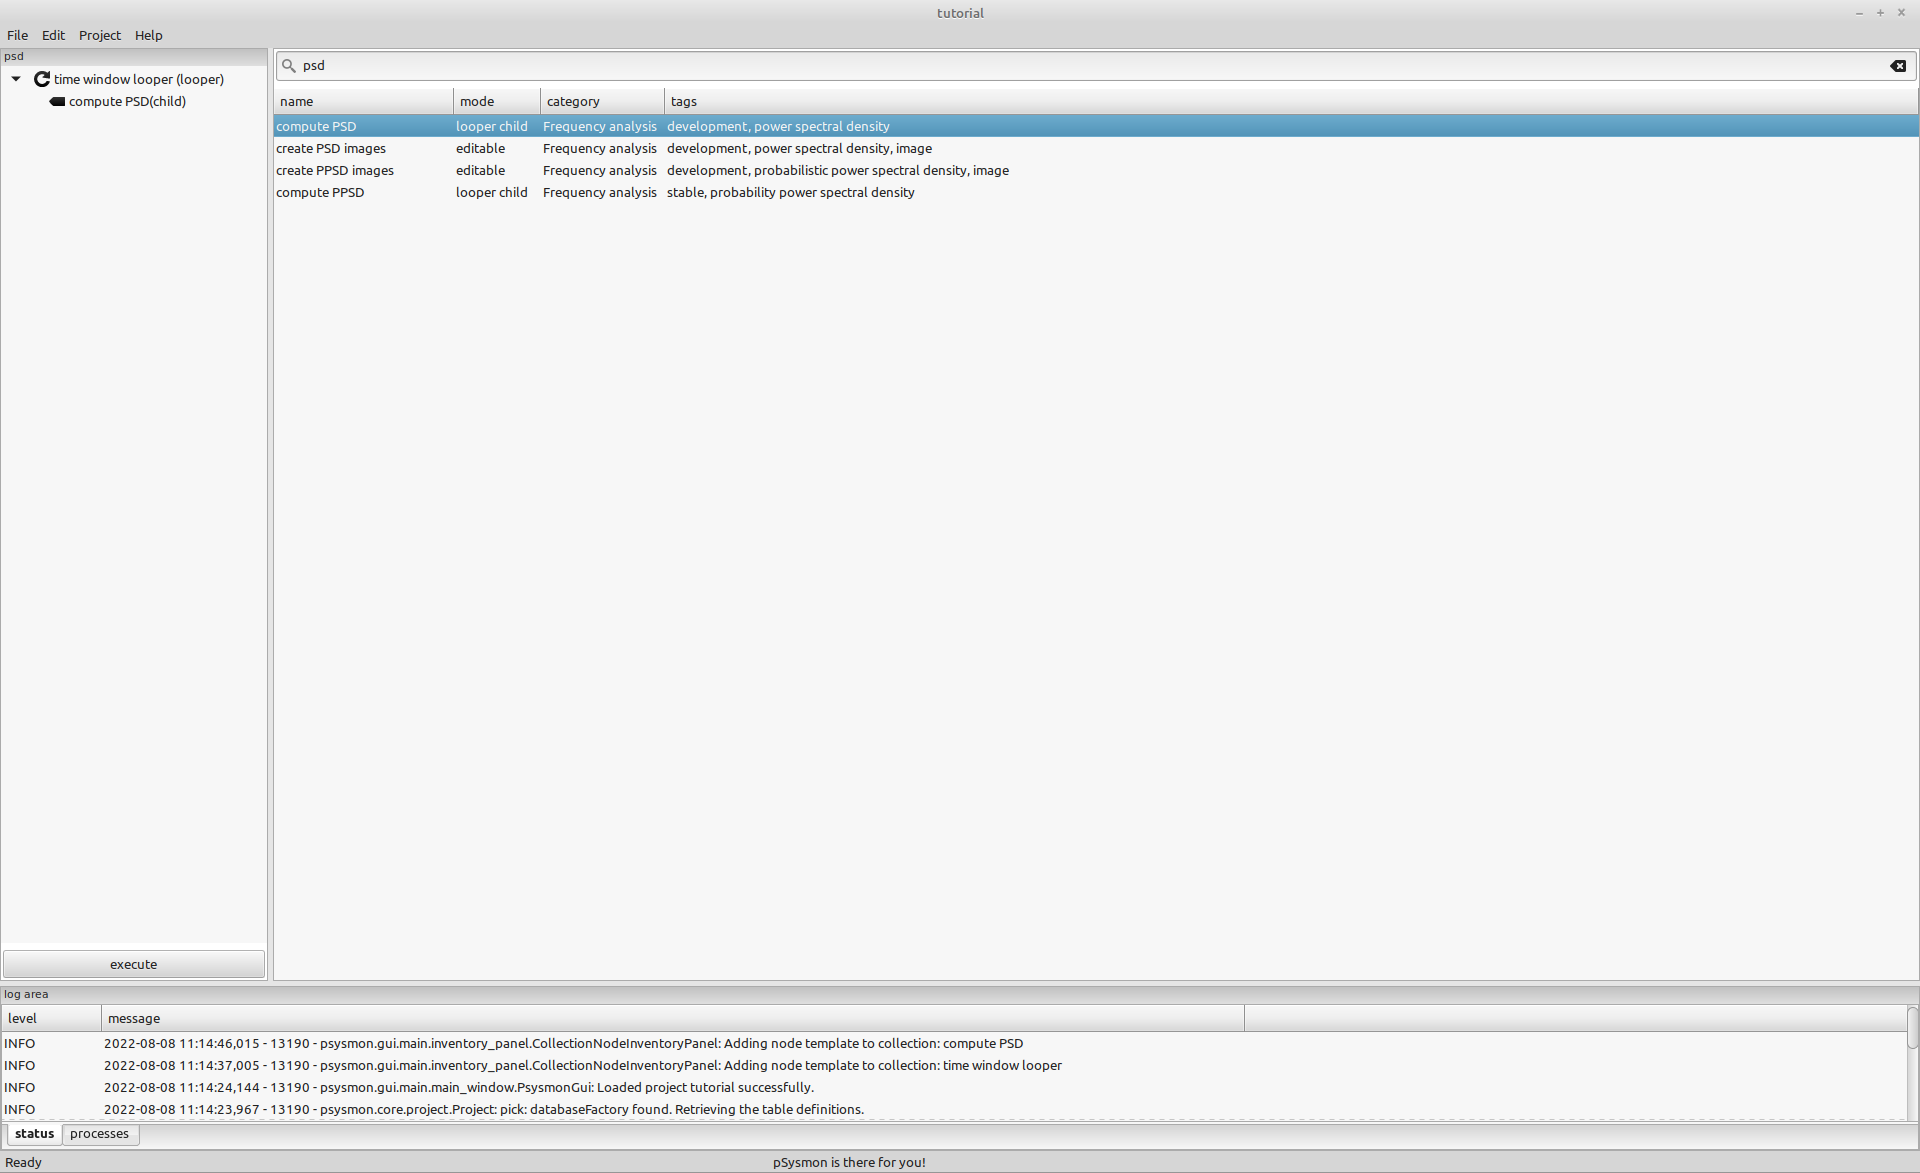 tutorial
File Edit Project Help
psd
time window looper (looper)
compute PSD(child)
execute
psd
name mode category tags
compute PSD looper child Frequency analysis development, power spectral density
create PSD images editable Frequency analysis development, power spectral density, image
create PPSD images editable Frequency analysis development, probabilistic power spectral density, image
compute PPSD looper child Frequency analysis stable, probability power spectral density
log area
level message
INFO 2022-08-08 11:14:46,015 - 13190 - psysmon.gui.main.inventory_panel.CollectionNodeInventoryPanel: Adding node template to collection: compute PSD
INFO 2022-08-08 11:14:37,005 - 13190 - psysmon.gui.main.inventory_panel.CollectionNodeInventoryPanel: Adding node template to collection: time window looper
INFO 2022-08-08 11:14:24,144 - 13190 - psysmon.gui.main.main_window.PsysmonGui: Loaded project tutorial successfully.
INFO 2022-08-08 11:14:23,967 - 13190 - psysmon.core.project.Project: pick: databaseFactory found. Retrieving the table definitions.
status processes
Ready pSysmon is there for you!